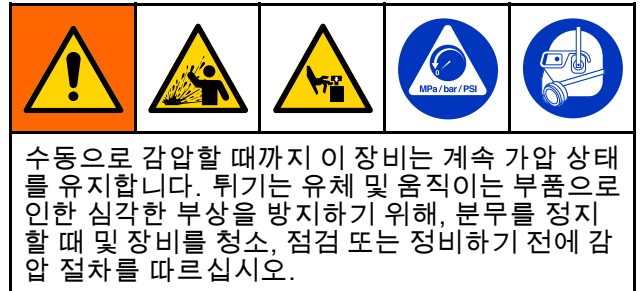 MPa/bar/PSI
수동으로 감압할 때까지 이 장비는 계속 가압 상태
를 유지합니다. 튀기는 유체 및 움직이는 부품으로
인한 심각한 부상을 방지하기 위해, 분무를 정지
할 때 및 장비를 청소, 점검 또는 정비하기 전에 감
압 절차를 따르십시오.